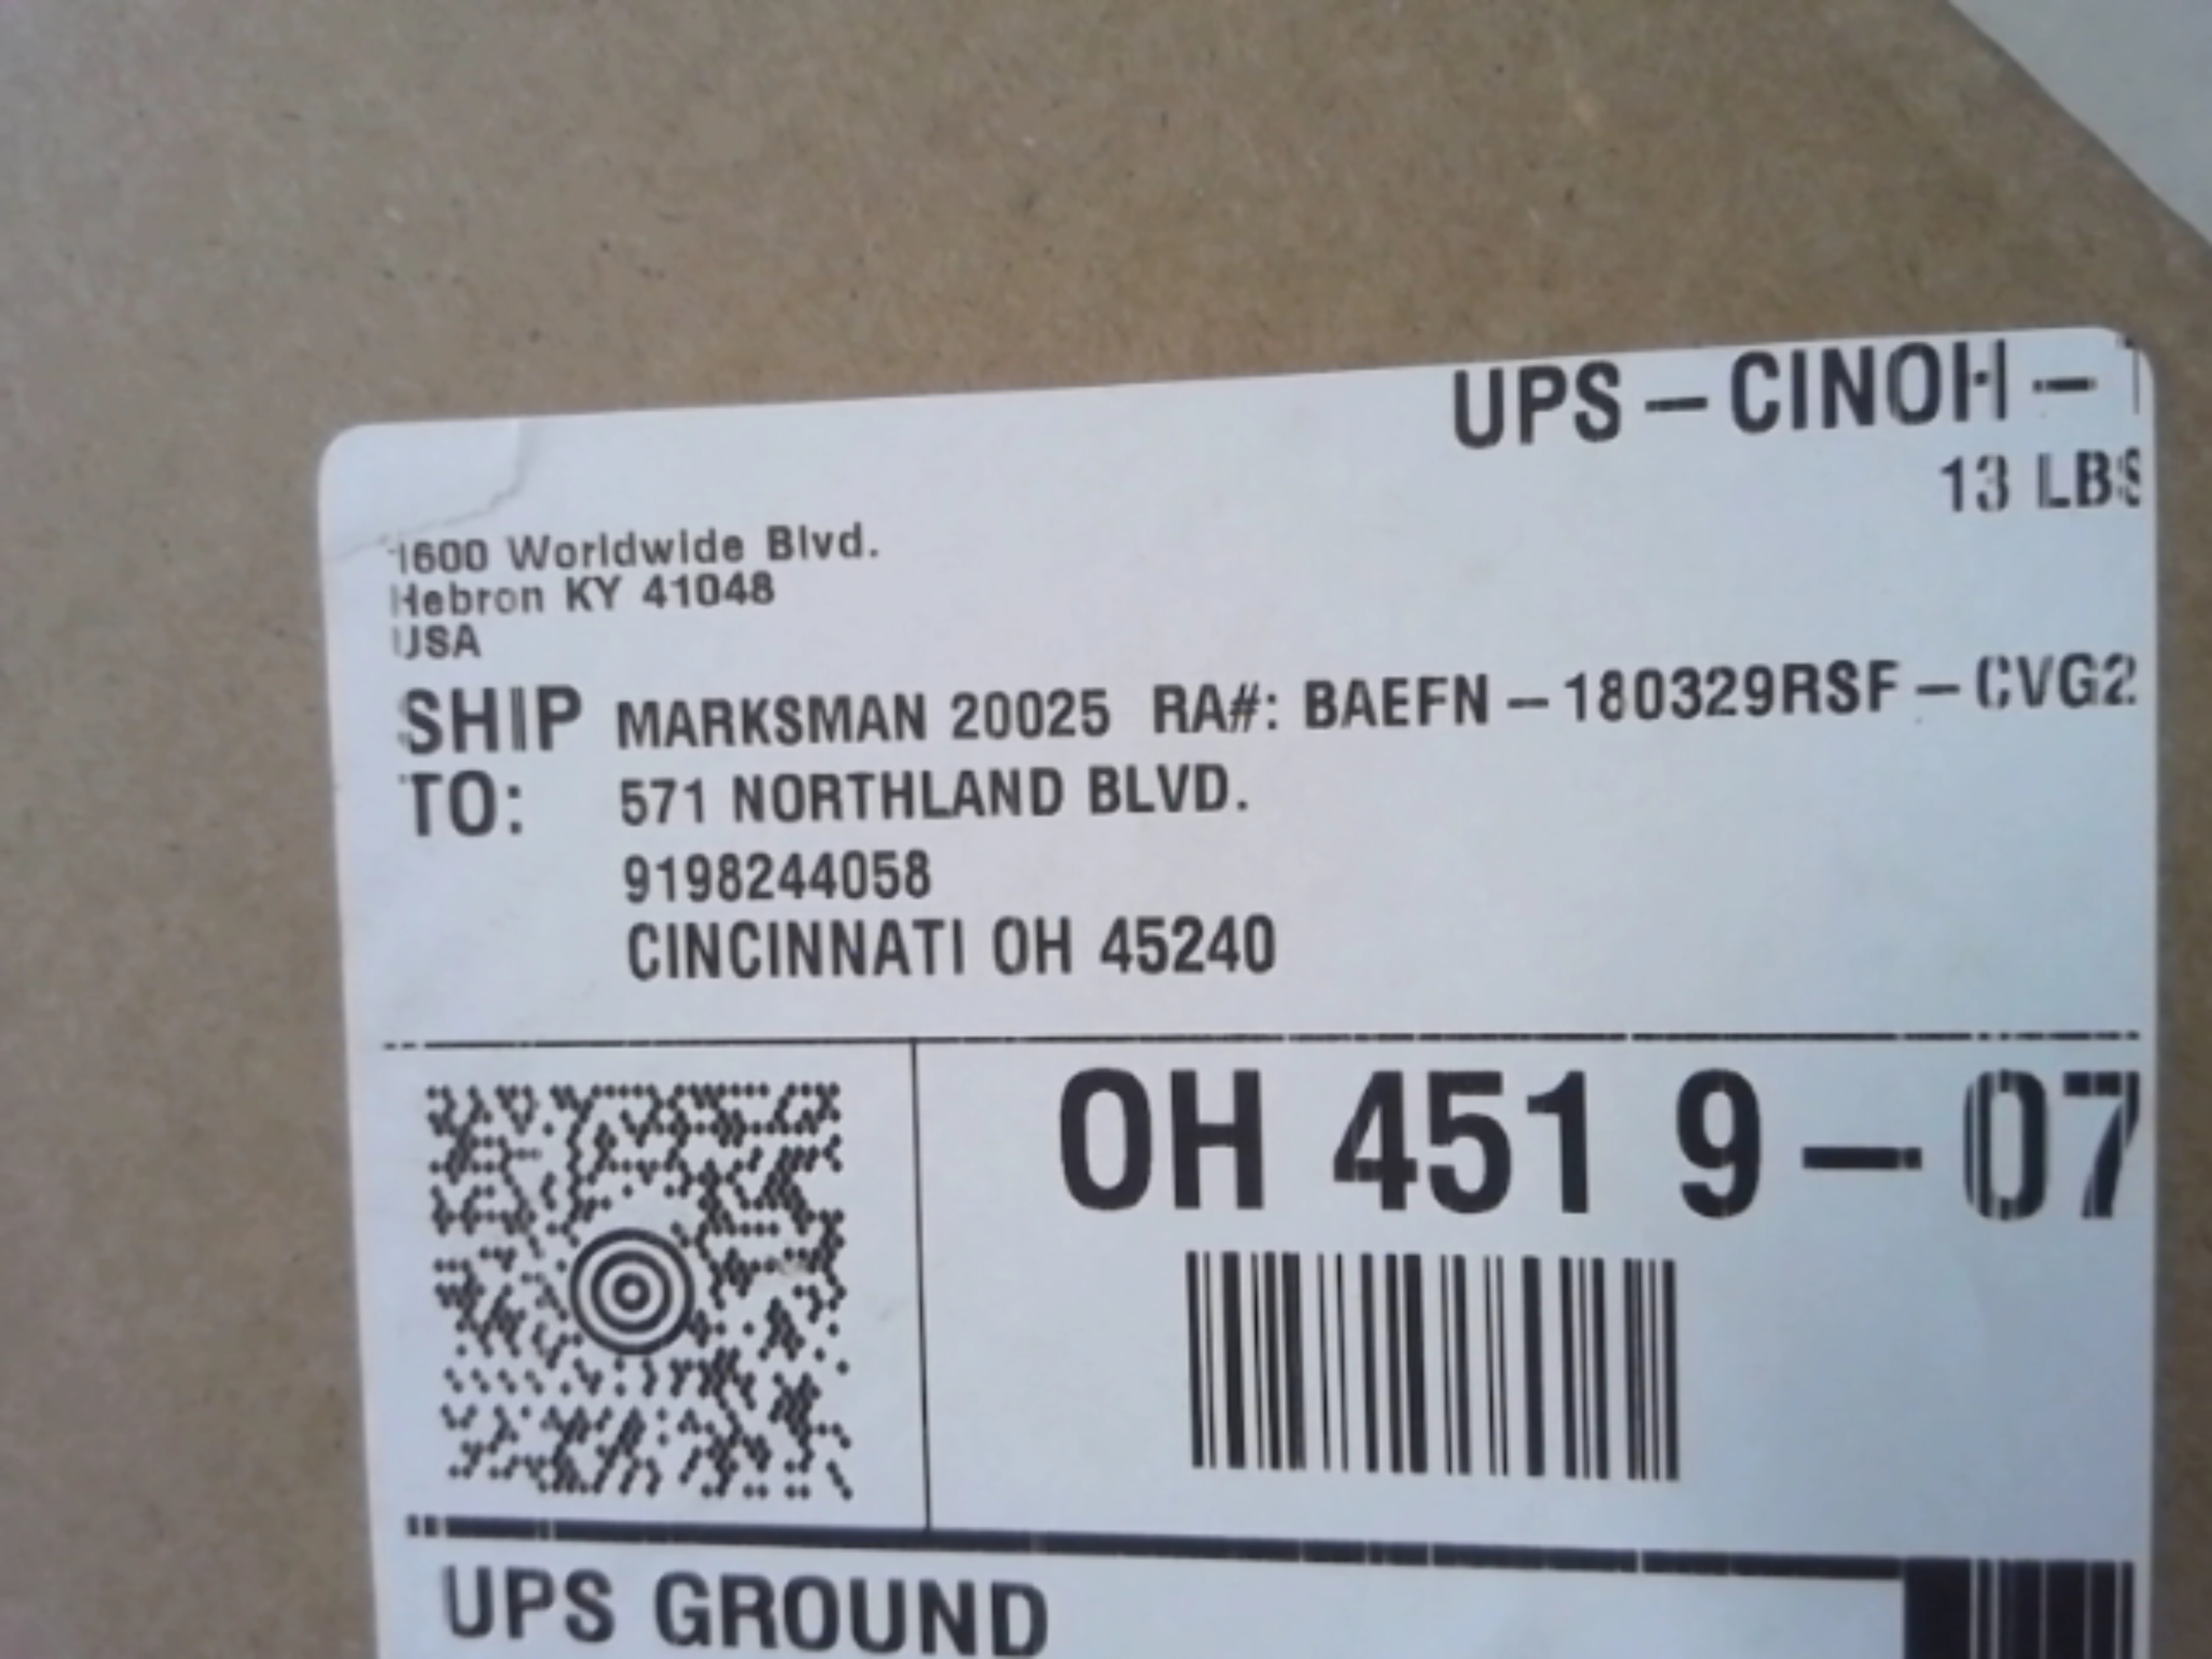 UPS - CINOH -
13 LBS
1600 Worldwide Blvd.
Hebron KY 41048
USA
SHIP TO: MARKSMAN 20025 RA#: BAEFN - 180329RSF - CVG2
571 NORTHLAND BLVD.
9198244058
CINCINNATI OH 45240
OH 451 9 - 07
UPS GROUND